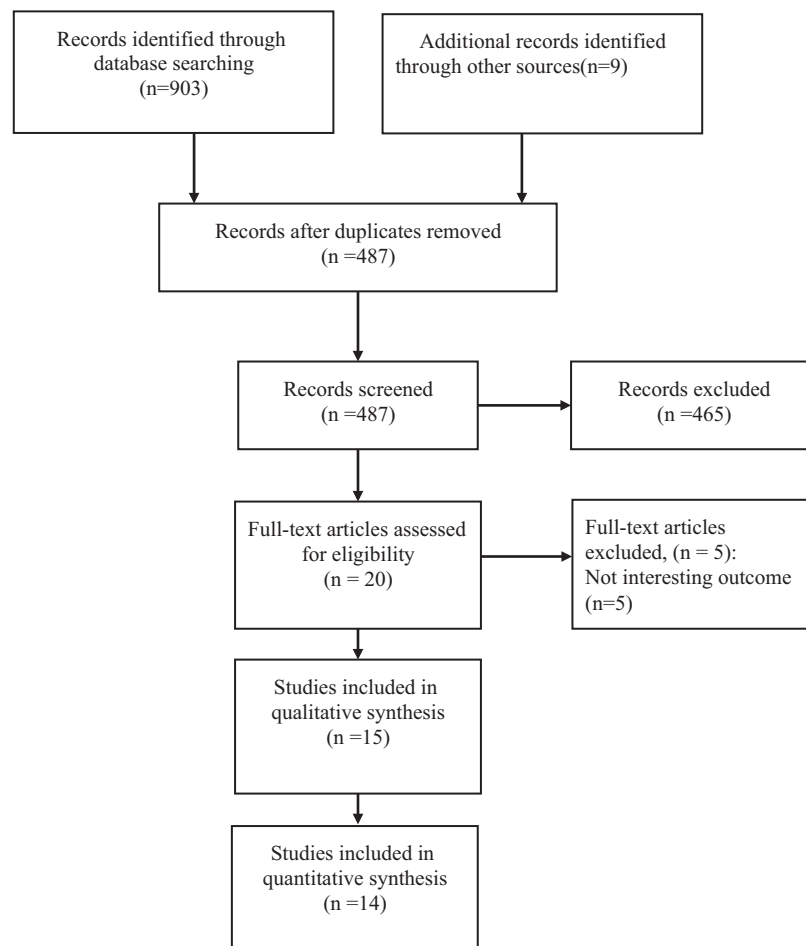 Records identified through
database searching
(n=903)
Additional records identified
through other sources(n=9)
Records after duplicates removed
(n =487)
Records screened
(n =487)
Records excluded
(n =465)
Full-text articles assessed
for eligibility
(n = 20)
Full-text articles
excluded, (n = 5):
Not interesting outcome
(n=5)
Studies included in
qualitative synthesis
(n =15)
Studies included in
quantitative synthesis
(n =14)